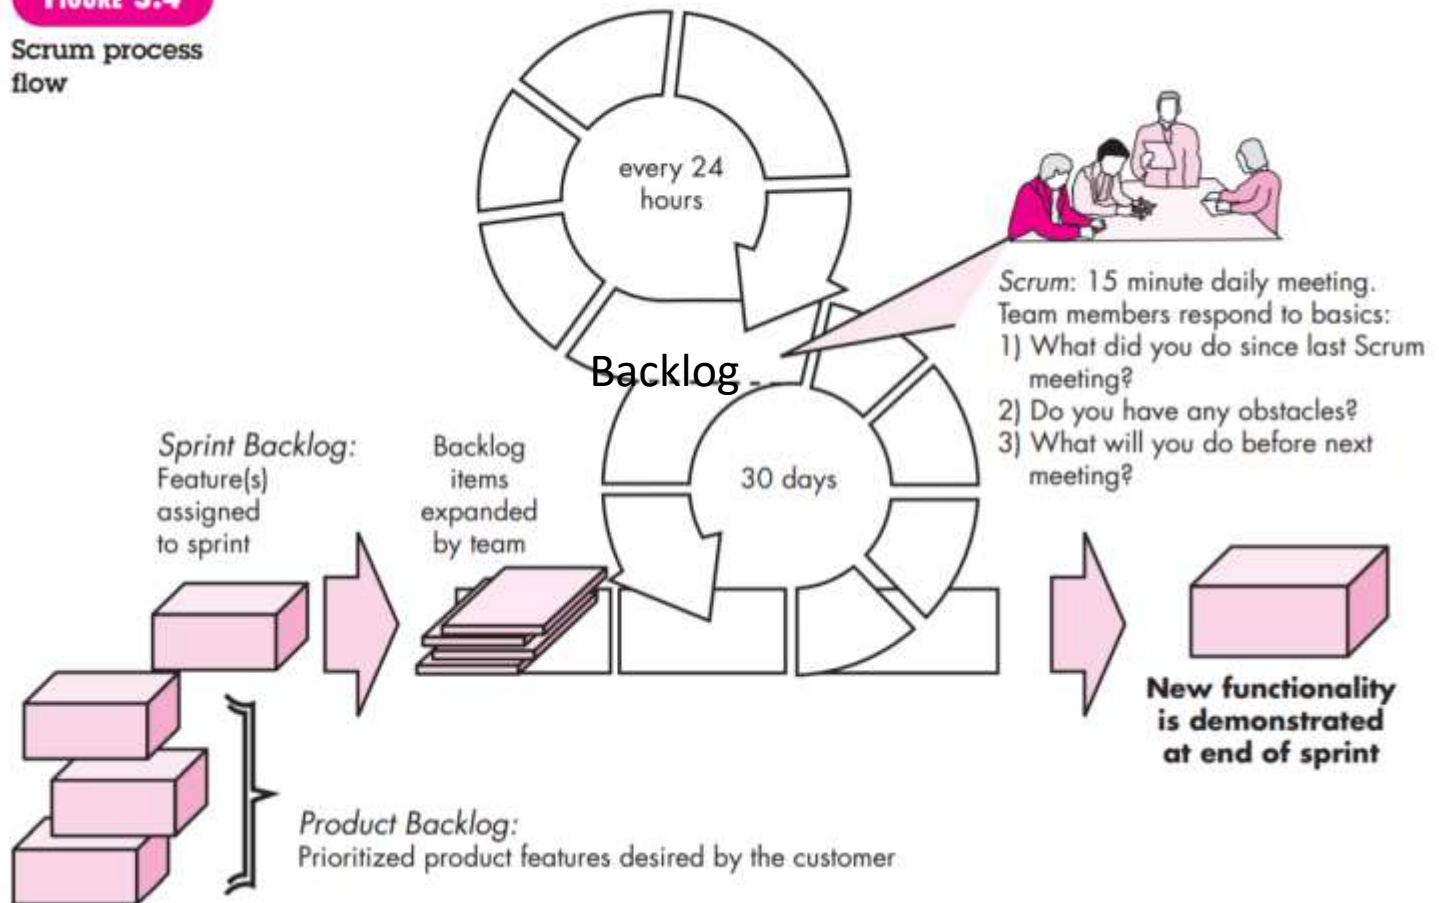 FIGURE 3.4
Scrum process
flow
every 24
hours
Scrum: 15 minute daily meeting.
Team members respond to basics:
1) What did you do since last Scrum
meeting?
2) Do you have any obstacles?
3) What will you do before next
meeting?
Backlog
Sprint Backlog:
Feature(s)
assigned
to sprint
Backlog
items
expanded
by team
30 days
New functionality
is demonstrated
at end of sprint
Product Backlog:
Prioritized product features desired by the customer